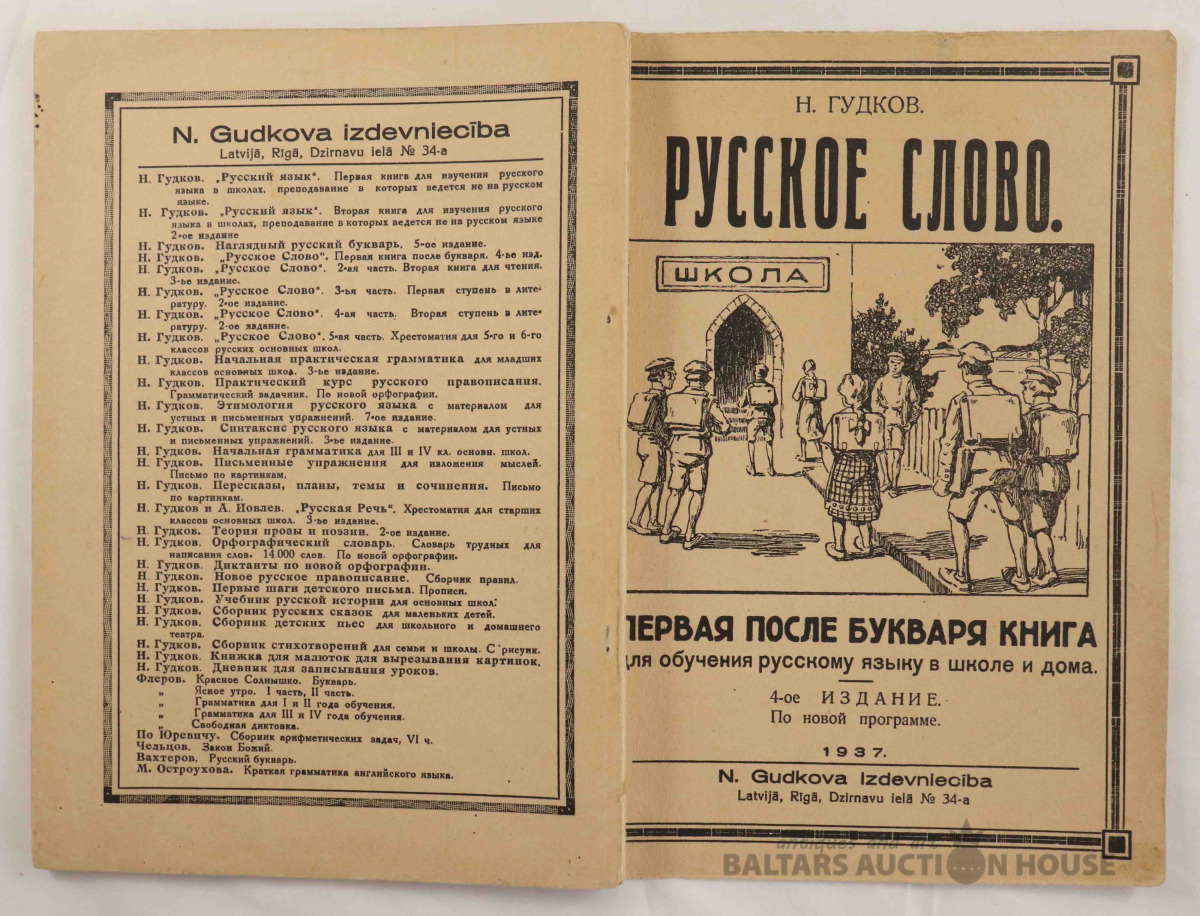 N. Gudkova izdevniecība
Latvijā, Rīgā, Dzirnavu ielā № 34-a
Н. Гудков. „Русский язык“. Первая книга для изучения русского
языка в школах, преподавание в которых ведется не на русском
языке.
Н. Гудков. „Русский язык“. Вторая книга для изучения русского
языка в школах, преподавание в которых ведется не на русском языке
2-ое издание
Н. Гудков. Наглядный русский букварь. 5-ое издание.
Н. Гудков. „Русское Слово“. Первая книга после букваря. 4-ье изд.
Н. Гудков. „Русское Слово“. 2-ая часть. Вторая книга для чтения.
3-ье издание.
Н. Гудков. „Русское Слово“. 3-ья часть. Первая ступень в лите-
ратуру. 2-ое издание.
Н. Гудков. „Русское Слово“. 4-ая часть. Вторая ступень в лите-
ратуру. 2-ое издание.
Н. Гудков. „Русское Слово“. 5-ая часть. Хрестоматия для 5-го и 6-го
классов русских основных школ.
Н. Гудков. Начальная практическая грамматика для младших
классов основных школ. 3-ье издание.
Н. Гудков. Практический курс русского правописания.
Грамматический задачник. По новой орфографии.
Н. Гудков. Этимология русского языка с материалом для
устных и письменных упражнений. 7-ое издание.
Н. Гудков. Синтаксис русского языка с материалом для устных
и письменных упражнений. 3-ье издание.
Н. Гудков. Начальная грамматика для III и IV кл. основн. школ.
Н. Гудков. Письменные упражнения для изложения мыслей.
Письмо по картинкам.
Н. Гудков. Пересказы, планы, темы и сочинения. Письмо
по картинкам.
Н. Гудков и А. Иовлев. „Русская Речь“. Хрестоматия для старших
классов основных школ. 3-ье издание.
Н. Гудков. Теория прозы и поэзии. 2-ое издание.
Н. Гудков. Орфографический словарь. Словарь трудных для
написания слов. 14.000 слов. По новой орфографии.
Н. Гудков. Диктанты по новой орфографии.
Н. Гудков. Новое русское правописание. Сборник правил.
Н. Гудков. Первые шаги детского письма. Прописи.
Н. Гудков. Учебник русской истории для основных школ.
Н. Гудков. Сборник русских сказок для маленьких детей.
Н. Гудков. Сборник детских пьес для школьного и домашнего
театра.
Н. Гудков. Сборник стихотворений для семьи и школы. С рисунк.
Н. Гудков. Книжка для малюток для вырезывания картинок.
Н. Гудков. Дневник для записывания уроков.
Флеров. Красное Солнышко. Букварь.
„ Ясное утро. I часть, II часть.
„ Грамматика для I и II года обучения.
„ Грамматика для III и IV года обучения.
„ Свободная диктовка.
По Юревичу. Сборник арифметических задач, VI ч.
Чельцов. Закон Божий.
Вахтеров. Русский букварь.
М. Остроухова. Краткая грамматика английского языка.
Н. ГУДКОВ.
РУССКОЕ СЛОВО.
ШКОЛА
ПЕРВАЯ ПОСЛЕ БУКВАРЯ КНИГА
для обучения русскому языку в школе и дома.
4-ое ИЗДАНИЕ.
По новой программе.
1937.
N. Gudkova izdevniecība
Latvijā, Rīgā, Dzirnavu ielā № 34-a
antiques and art
BALTARS AUCTION HOUSE